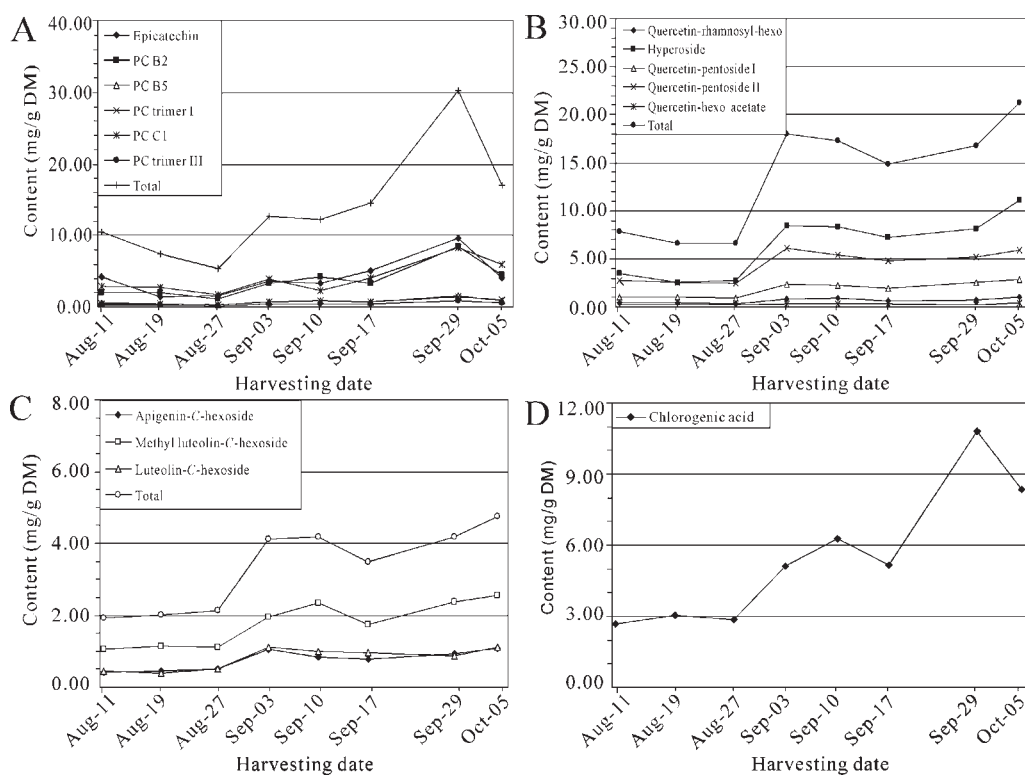 A
Content (mg/g DM)
40.00
30.00
20.00
10.00
0.00
Epicatechin
PC B2
PC B5
PC trimer I
PC C1
PC trimer III
Total
Aug-11
Aug-19
Aug-27
Sep-03
Sep-10
Sep-17
Sep-29
Oct-05
Harvesting date
B
Content (mg/g DM)
30.00
25.00
20.00
15.00
10.00
5.00
0.00
Quercetin-rhamnosyl-hexo
Hyperoside
Quercetin-pentoside I
Quercetin-pentoside II
Quercetin-hexo acetate
Total
Aug-11
Aug-19
Aug-27
Sep-03
Sep-10
Sep-17
Sep-29
Oct-05
Harvesting date
C
Content (mg/g DM)
8.00
6.00
4.00
2.00
0.00
Apigenin-C-hexoside
Methyl luteolin-C-hexoside
Luteolin-C-hexoside
Total
Aug-11
Aug-19
Aug-27
Sep-03
Sep-10
Sep-17
Sep-29
Oct-05
Harvesting date
D
Content (mg/g DM)
12.00
9.00
6.00
3.00
0.00
Chlorogenic acid
Aug-11
Aug-19
Aug-27
Sep-03
Sep-10
Sep-17
Sep-29
Oct-05
Harvesting date